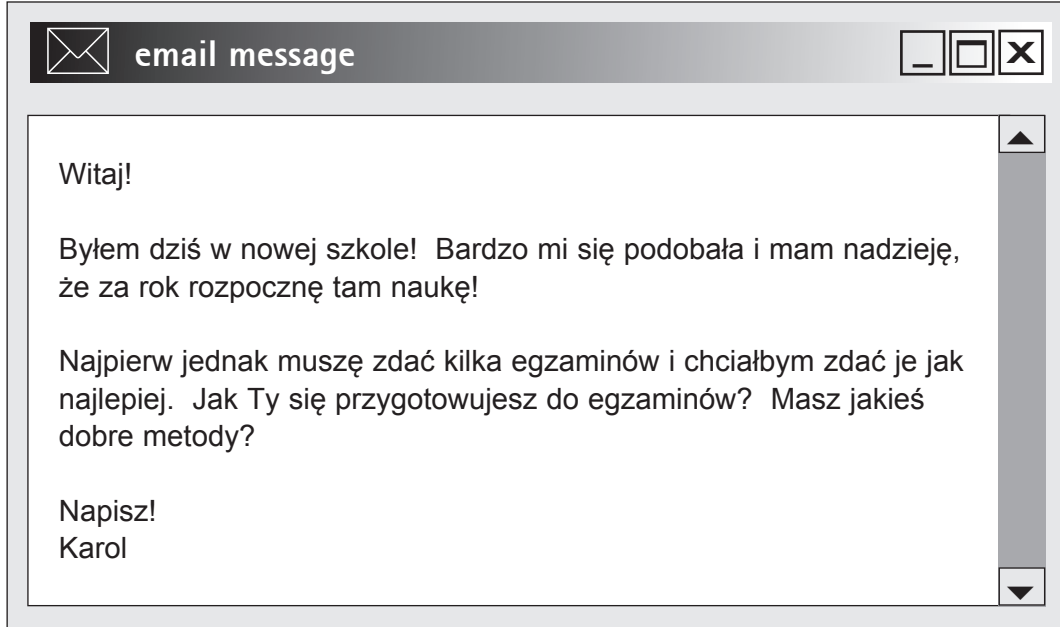 email message
Witaj!
Byłem dziś w nowej szkole!  Bardzo mi się podobała i mam nadzieję,
że za rok rozpocznę tam naukę!
Najpierw jednak muszę zdać kilka egzaminów i chciałbym zdać je jak
najlepiej.  Jak Ty się przygotowujesz do egzaminów?  Masz jakieś
dobre metody?
Napisz!
Karol